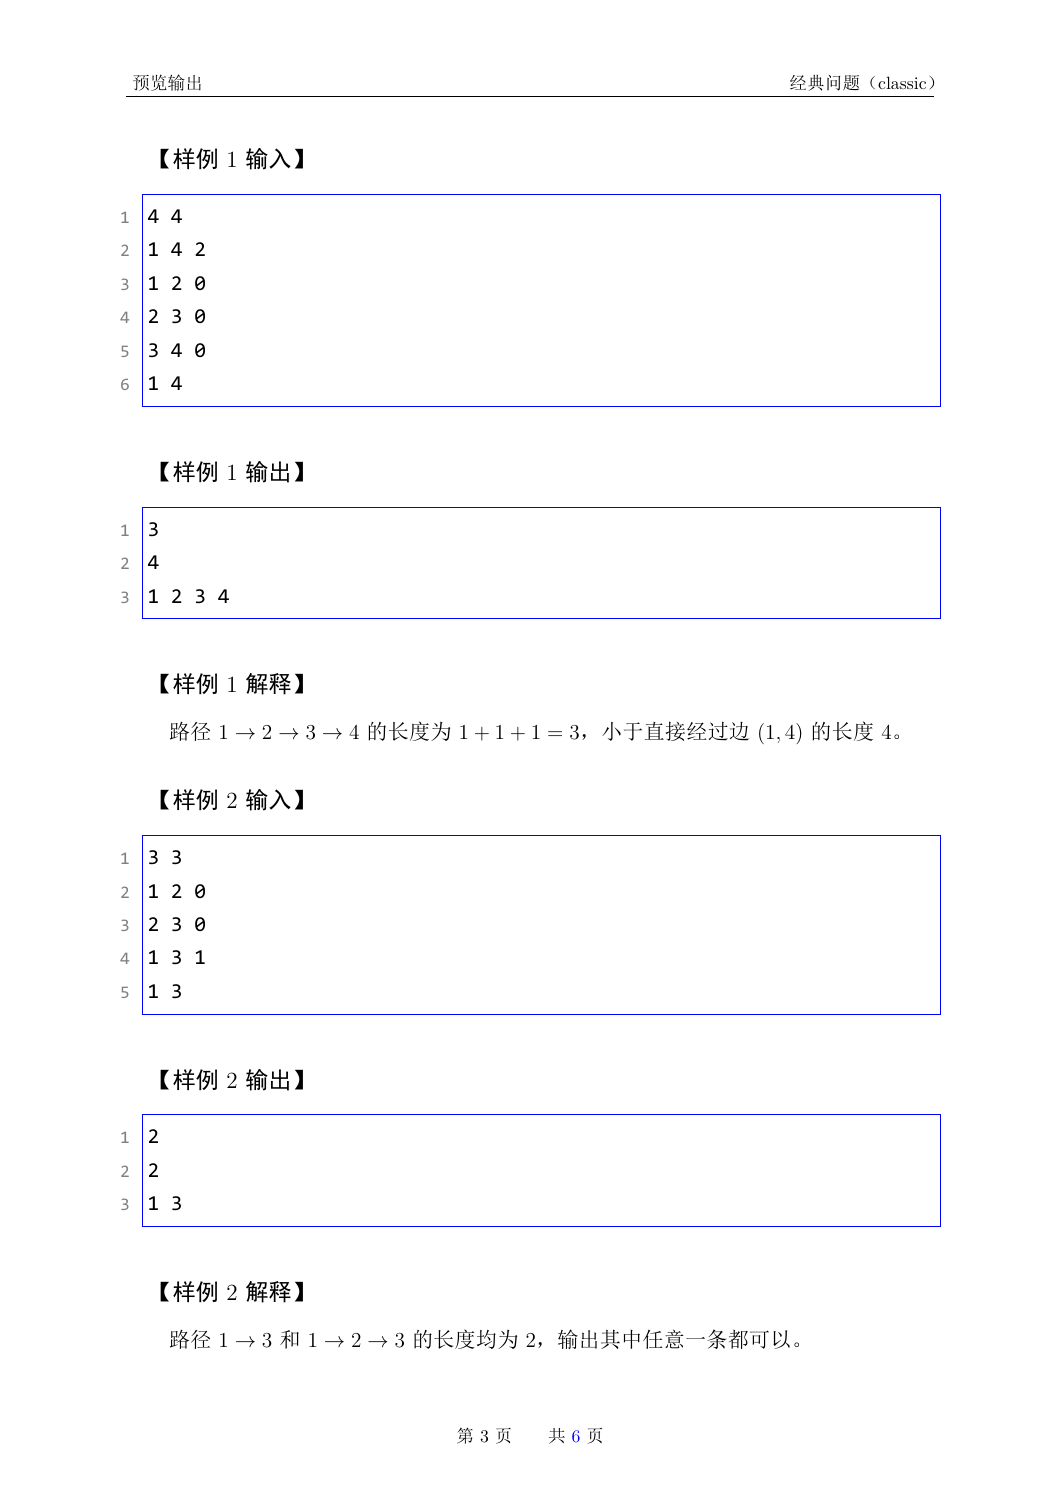 预览输出 经典问题（classic）
【样例 1 输入】
1 4 4
2 1 4 2
3 1 2 0
4 2 3 0
5 3 4 0
6 1 4
【样例 1 输出】
1 3
2 4
3 1 2 3 4
【样例 1 解释】
路径 1 → 2 → 3 → 4 的长度为 1 + 1 + 1 = 3，小于直接经过边 (1, 4) 的长度 4。
【样例 2 输入】
1 3 3
2 1 2 0
3 2 3 0
4 1 3 1
5 1 3
【样例 2 输出】
1 2
2 2
3 1 3
【样例 2 解释】
路径 1 → 3 和 1 → 2 → 3 的长度均为 2，输出其中任意一条都可以。
第 3 页 共 6 页